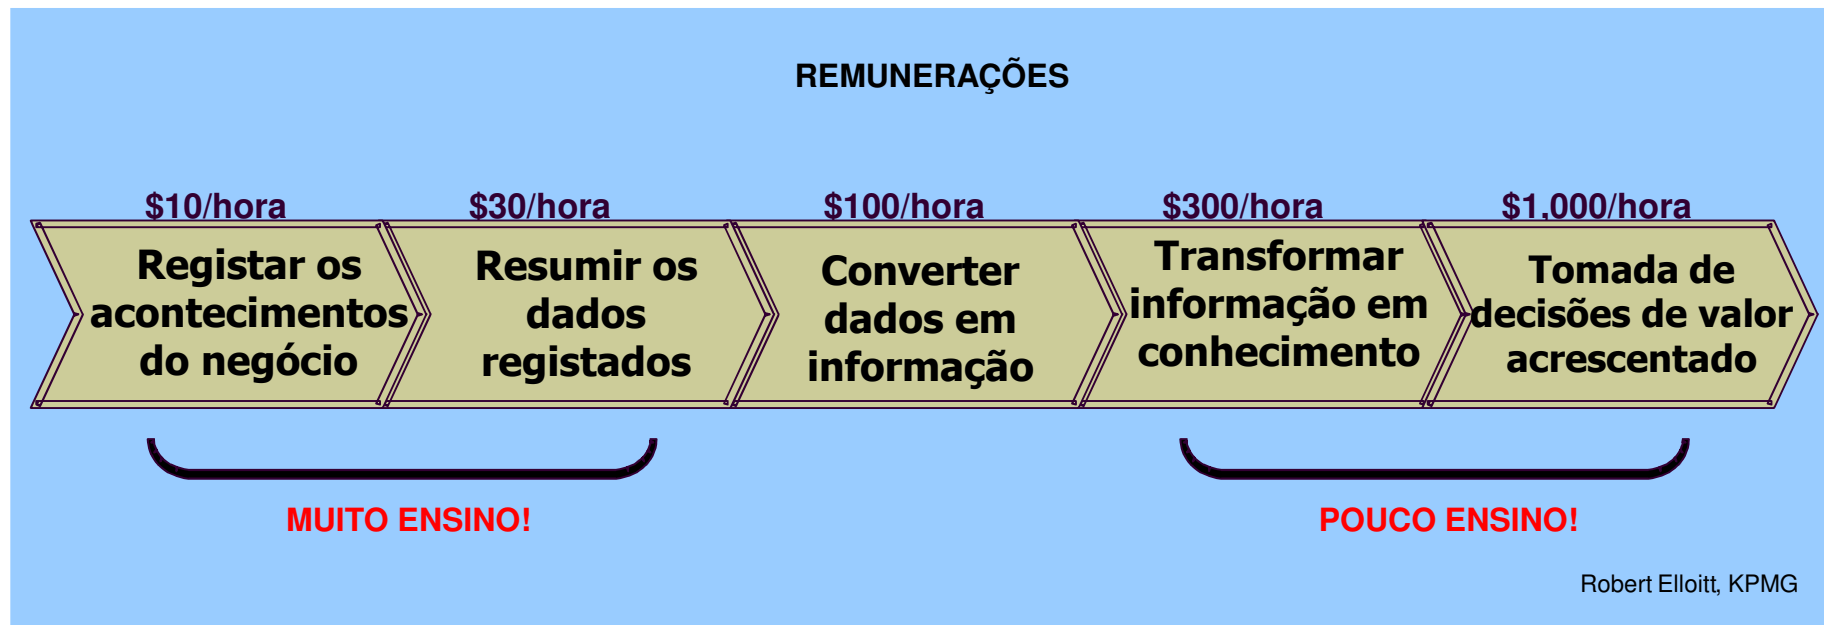 REMUNERAÇÕES
$10/hora
$30/hora
$100/hora
$300/hora
$1,000/hora
Registar os
acontecimentos
do negócio
Resumir os
dados
registados
Converter
dados em
informação
Transformar
informação em
conhecimento
Tomada de
decisões de valor
acrescentado
MUITO ENSINO!
POUCO ENSINO!
Robert Elloitt, KPMG